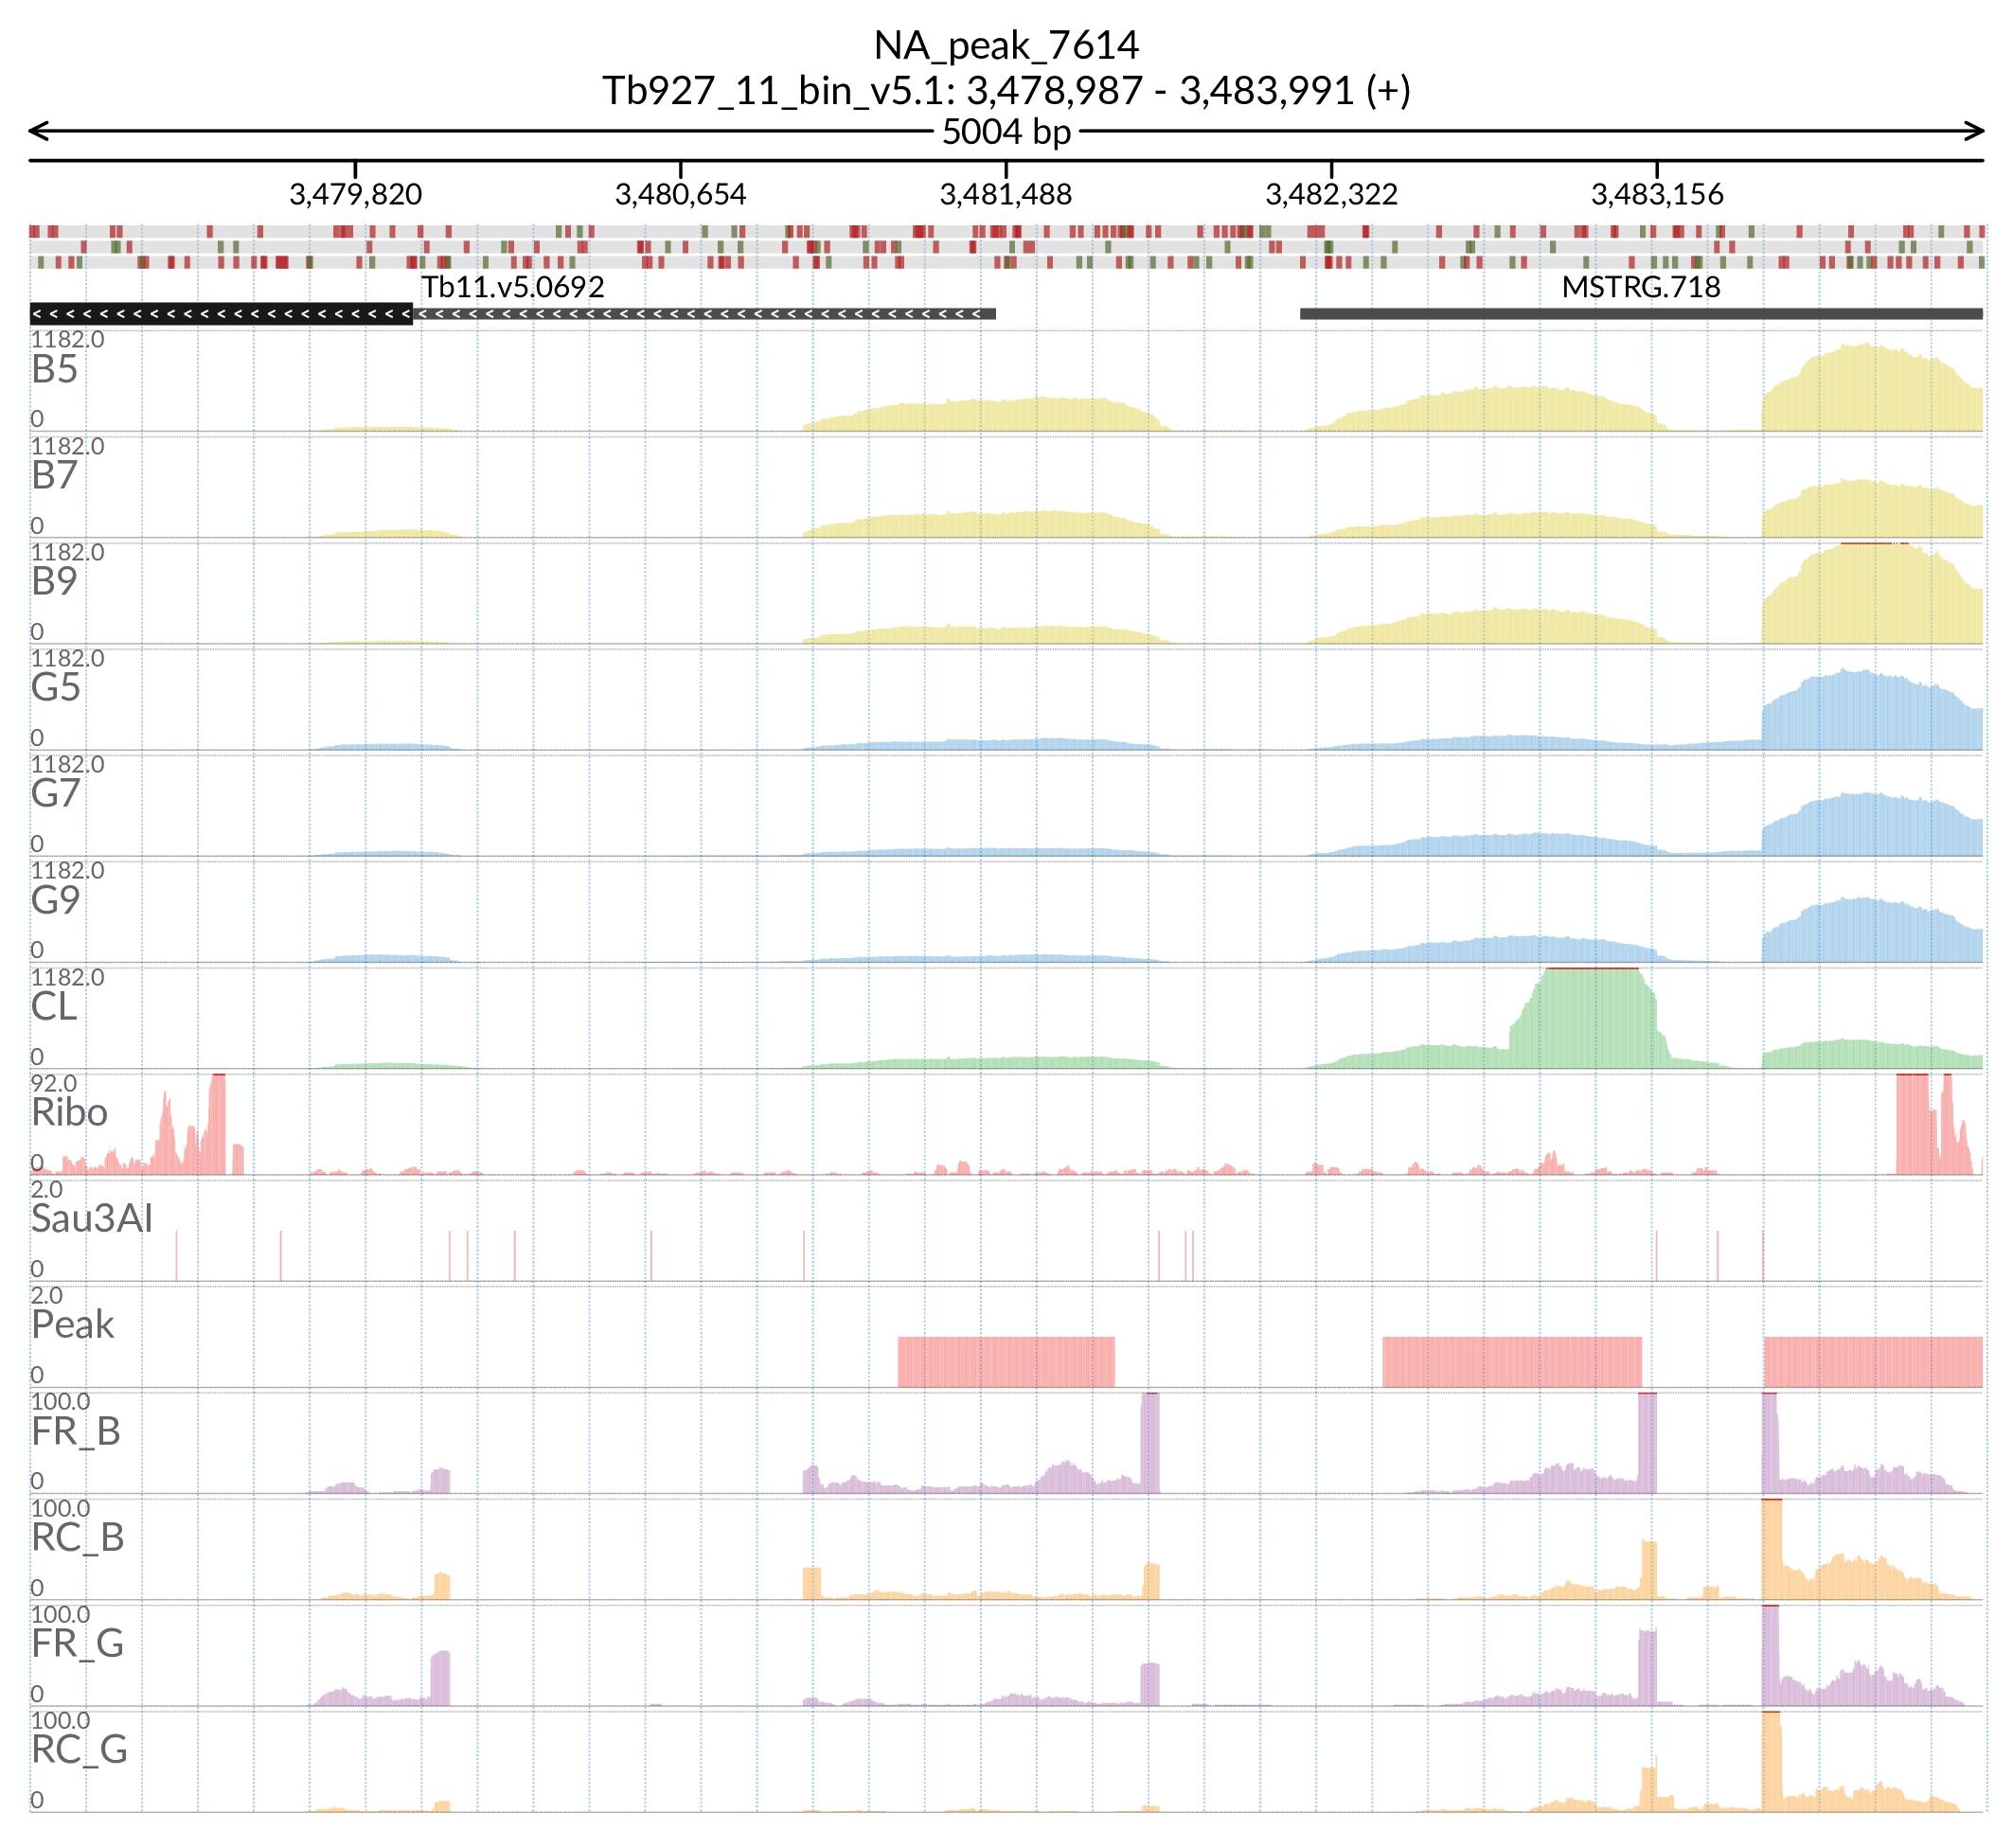 NA_peak_7614
Tb927_11_bin_v5.1: 3,478,987 - 3,483,991 (+)
5004 bp
3,479,820 3,480,654 3,481,488 3,482,322 3,483,156
Tb11.v5.0692 MSTRG.718
1182.0
B5
0
1182.0
B7
0
1182.0
B9
0
1182.0
G5
0
1182.0
G7
0
1182.0
G9
0
1182.0
CL
0
92.0
Ribo
0
2.0
Sau3AI
0
2.0
Peak
0
100.0
FR_B
0
100.0
RC_B
0
100.0
FR_G
0
100.0
RC_G
0